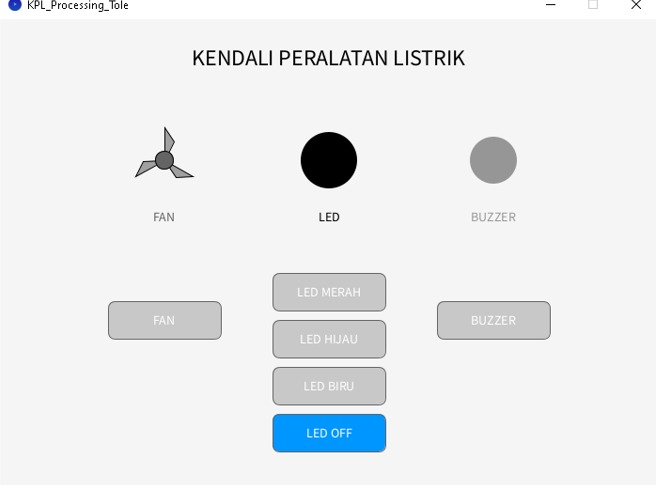 KPL_Processing_Tole
KENDALI PERALATAN LISTRIK
FAN
LED
BUZZER
LED MERAH
FAN
BUZZER
LED HIJAU
LED BIRU
LED OFF